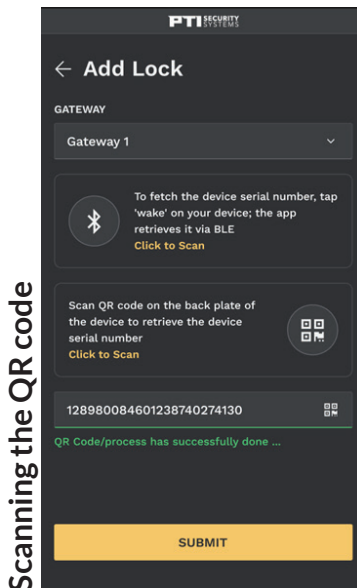 PTI SECURITY SYSTEMS
← Add Lock
GATEWAY
Gateway 1
To fetch the device serial number, tap
'wake' on your device; the app
retrieves it via BLE
Click to Scan
Scan QR code on the back plate of
the device to retrieve the device
serial number
Click to Scan
128980084601238740274130
QR Code/process has successfully done ...
SUBMIT
Scanning the QR code